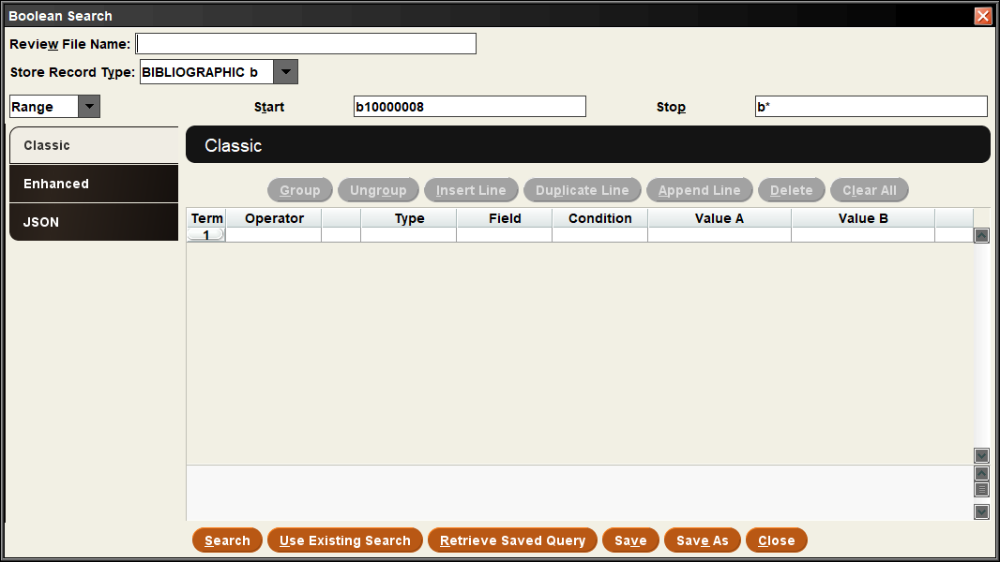 Boolean Search
Review File Name:
Store Record Type: BIBLIOGRAPHIC b
Range Start b10000008 Stop b*
Classic
Enhanced
JSON
Classic
Group Ungroup Insert Line Duplicate Line Append Line Delete Clear All
Term Operator Type Field Condition Value A Value B
1
Search Use Existing Search Retrieve Saved Query Save Save As Close